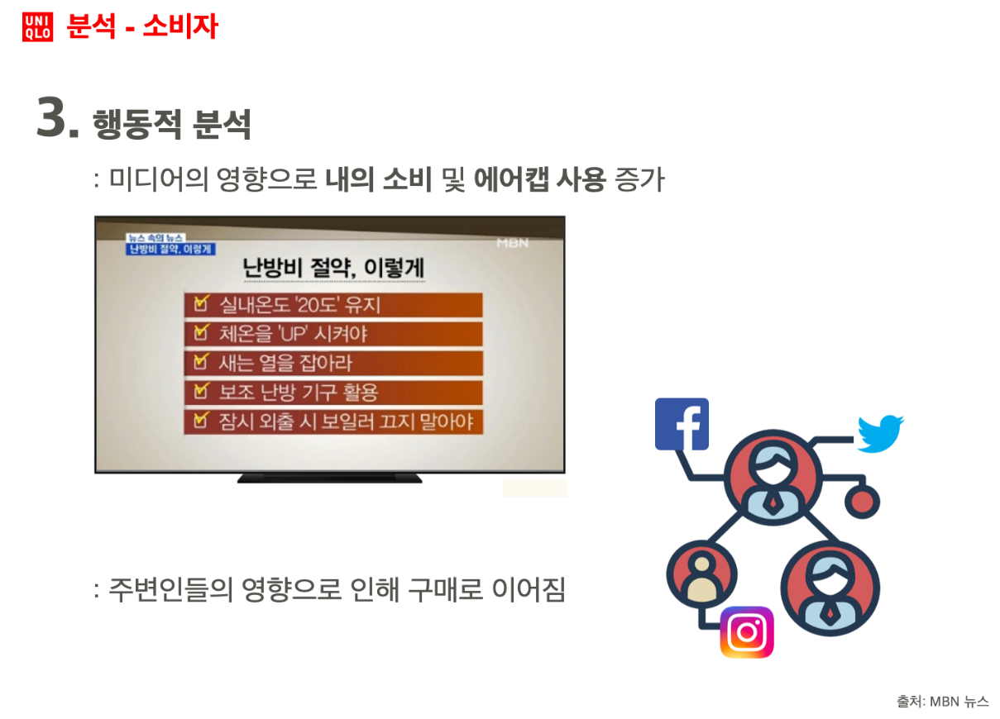 UNI
QLO
분석 - 소비자
3. 행동적 분석
: 미디어의 영향으로 내의 소비 및 에어캡 사용 증가
뉴스 속의 뉴스
난방비 절약, 이렇게
MBN
난방비 절약, 이렇게
실내온도 '20도' 유지
체온을 'UP' 시켜야
새는 열을 잡아라
보조 난방 기구 활용
잠시 외출 시 보일러 끄지 말아야
: 주변인들의 영향으로 인해 구매로 이어짐
출처: MBN 뉴스